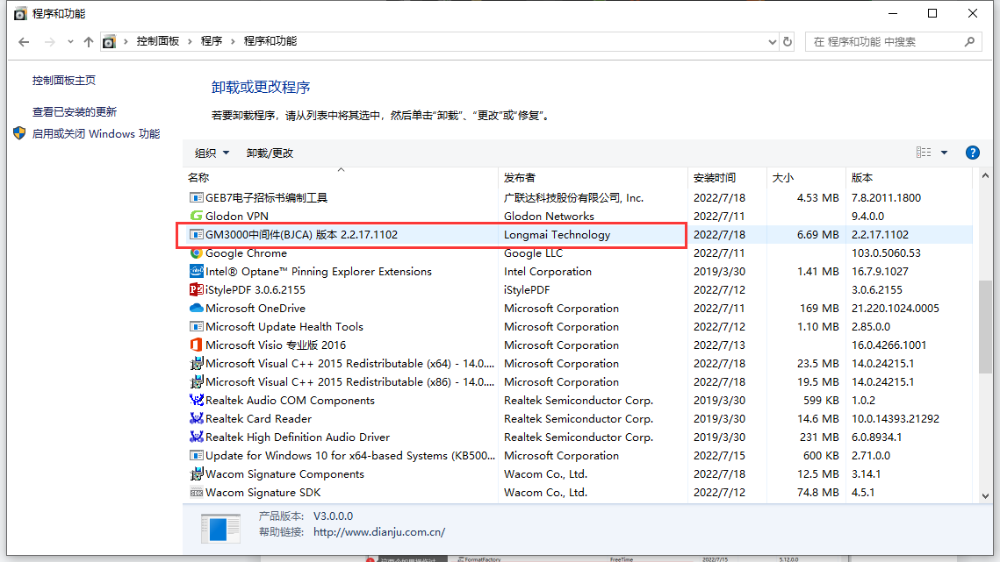 程序和功能
控制面板 › 程序 › 程序和功能
在 程序和功能 中搜索
控制面板主页
查看已安装的更新
启用或关闭 Windows 功能
卸载或更改程序
若要卸载程序，请从列表中将其选中，然后单击“卸载”、“更改”或“修复”。
组织 卸载/更改
名称 发布者 安装时间 大小 版本
GEB7电子招标书编制工具 广联达科技股份有限公司, Inc. 2022/7/18 4.53 MB 7.8.2011.1800
Glodon VPN Glodon Networks 2022/7/11 9.4.0.0
GM3000中间件(BJCA) 版本 2.2.17.1102 Longmai Technology 2022/7/18 6.69 MB 2.2.17.1102
Google Chrome Google LLC 2022/7/11 103.0.5060.53
Intel® Optane™ Pinning Explorer Extensions Intel Corporation 2019/3/30 1.41 MB 16.7.9.1027
iStylePDF 3.0.6.2155 iStylePDF 2022/7/12 3.0.6.2155
Microsoft OneDrive Microsoft Corporation 2022/7/11 169 MB 21.220.1024.0005
Microsoft Update Health Tools Microsoft Corporation 2022/7/12 1.10 MB 2.85.0.0
Microsoft Visio 专业版 2016 Microsoft Corporation 2022/7/13 16.0.4266.1001
Microsoft Visual C++ 2015 Redistributable (x64) - 14.0.... Microsoft Corporation 2022/7/18 23.5 MB 14.0.24215.1
Microsoft Visual C++ 2015 Redistributable (x86) - 14.0.... Microsoft Corporation 2022/7/18 19.5 MB 14.0.24215.1
Realtek Audio COM Components Realtek Semiconductor Corp. 2019/3/30 599 KB 1.0.2
Realtek Card Reader Realtek Semiconductor Corp. 2019/3/30 14.6 MB 10.0.14393.21292
Realtek High Definition Audio Driver Realtek Semiconductor Corp. 2019/3/30 231 MB 6.0.8934.1
Update for Windows 10 for x64-based Systems (KB500... Microsoft Corporation 2022/7/15 600 KB 2.71.0.0
Wacom Signature Components Wacom Co., Ltd. 2022/7/18 12.5 MB 3.14.1
Wacom Signature SDK Wacom Co., Ltd. 2022/7/12 74.8 MB 4.5.1
产品版本: V3.0.0.0
帮助链接: http://www.dianju.com.cn/
FormatFactory FreeTime 2022/7/15 5.12.0.0